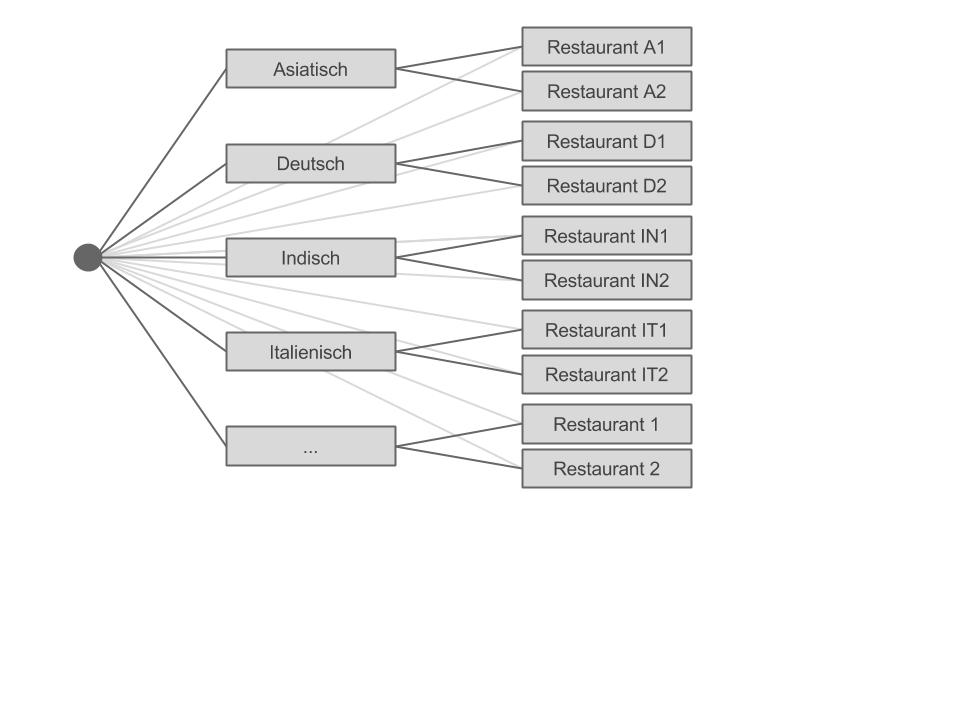 Asiatisch
Restaurant A1
Restaurant A2
Deutsch
Restaurant D1
Restaurant D2
Indisch
Restaurant IN1
Restaurant IN2
Italienisch
Restaurant IT1
Restaurant IT2
...
Restaurant 1
Restaurant 2